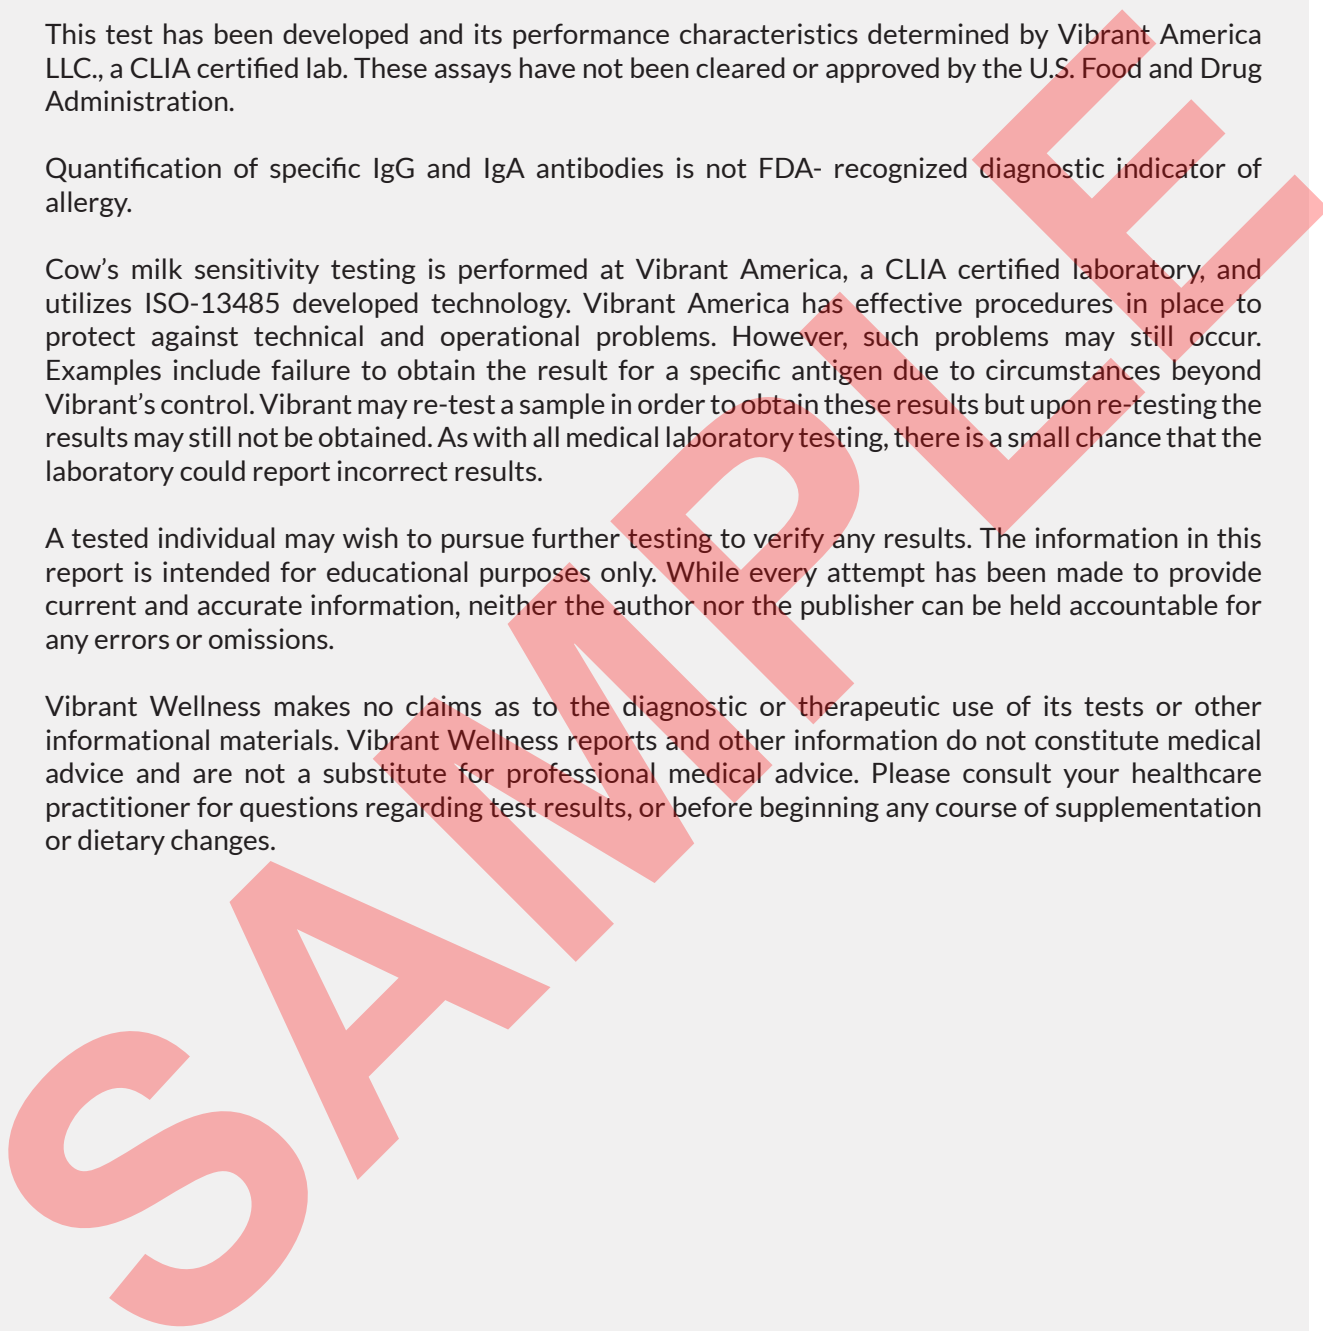 This test has been developed and its performance characteristics determined by Vibrant America
LLC., a CLIA certified lab. These assays have not been cleared or approved by the U.S. Food and Drug
Administration.
Quantification of specific IgG and IgA antibodies is not FDA- recognized diagnostic indicator of
allergy.
Cow’s milk sensitivity testing is performed at Vibrant America, a CLIA certified laboratory, and
utilizes ISO-13485 developed technology. Vibrant America has effective procedures in place to
protect against technical and operational problems. However, such problems may still occur.
Examples include failure to obtain the result for a specific antigen due to circumstances beyond
Vibrant’s control. Vibrant may re-test a sample in order to obtain these results but upon re-testing the
results may still not be obtained. As with all medical laboratory testing, there is a small chance that the
laboratory could report incorrect results.
A tested individual may wish to pursue further testing to verify any results. The information in this
report is intended for educational purposes only. While every attempt has been made to provide
current and accurate information, neither the author nor the publisher can be held accountable for
any errors or omissions.
Vibrant Wellness makes no claims as to the diagnostic or therapeutic use of its tests or other
informational materials. Vibrant Wellness reports and other information do not constitute medical
advice and are not a substitute for professional medical advice. Please consult your healthcare
practitioner for questions regarding test results, or before beginning any course of supplementation
or dietary changes.
SAMPLE